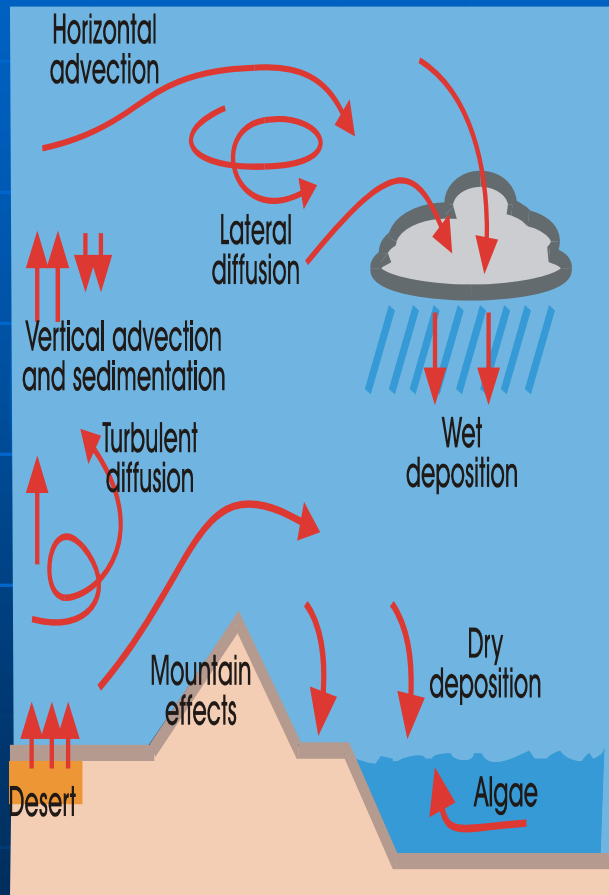 Horizontal
advection
Lateral
diffusion
Vertical advection
and sedimentation
Turbulent
diffusion
Wet
deposition
Mountain
effects
Dry
deposition
Desert
Algae